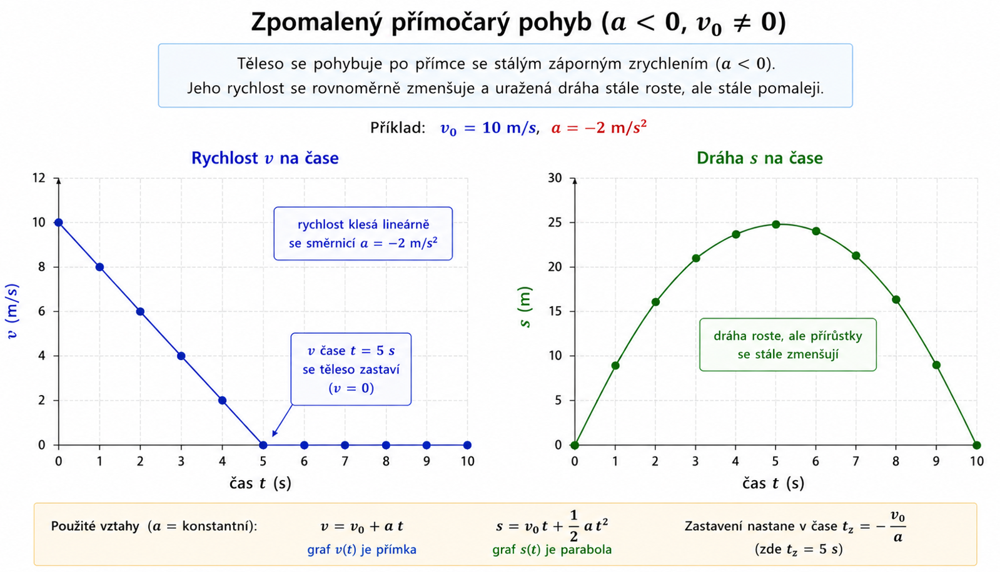 Zpomalený přímočarý pohyb (a < 0, v₀ ≠ 0)
Těleso se pohybuje po přímce se stálým záporným zrychlením (a < 0).
Jeho rychlost se rovnoměrně zmenšuje a uražená dráha stále roste, ale stále pomaleji.
Příklad: v₀ = 10 m/s, a = −2 m/s²
Rychlost v na čase
12
10
8
6
4
2
0
v (m/s)
rychlost klesá lineárně
se směrnicí a = −2 m/s²
v čase t = 5 s
se těleso zastaví
(v = 0)
0 1 2 3 4 5 6 7 8 9 10
čas t (s)
Dráha s na čase
30
25
20
15
10
5
0
s (m)
dráha roste, ale přírůstky
se stále zmenšují
0 1 2 3 4 5 6 7 8 9 10
čas t (s)
Použité vztahy (a = konstantní):
v = v₀ + a t
graf v(t) je přímka
s = v₀ t + 1/2 a t²
graf s(t) je parabola
Zastavení nastane v čase t_z = − v₀/a
(zde t_z = 5 s)